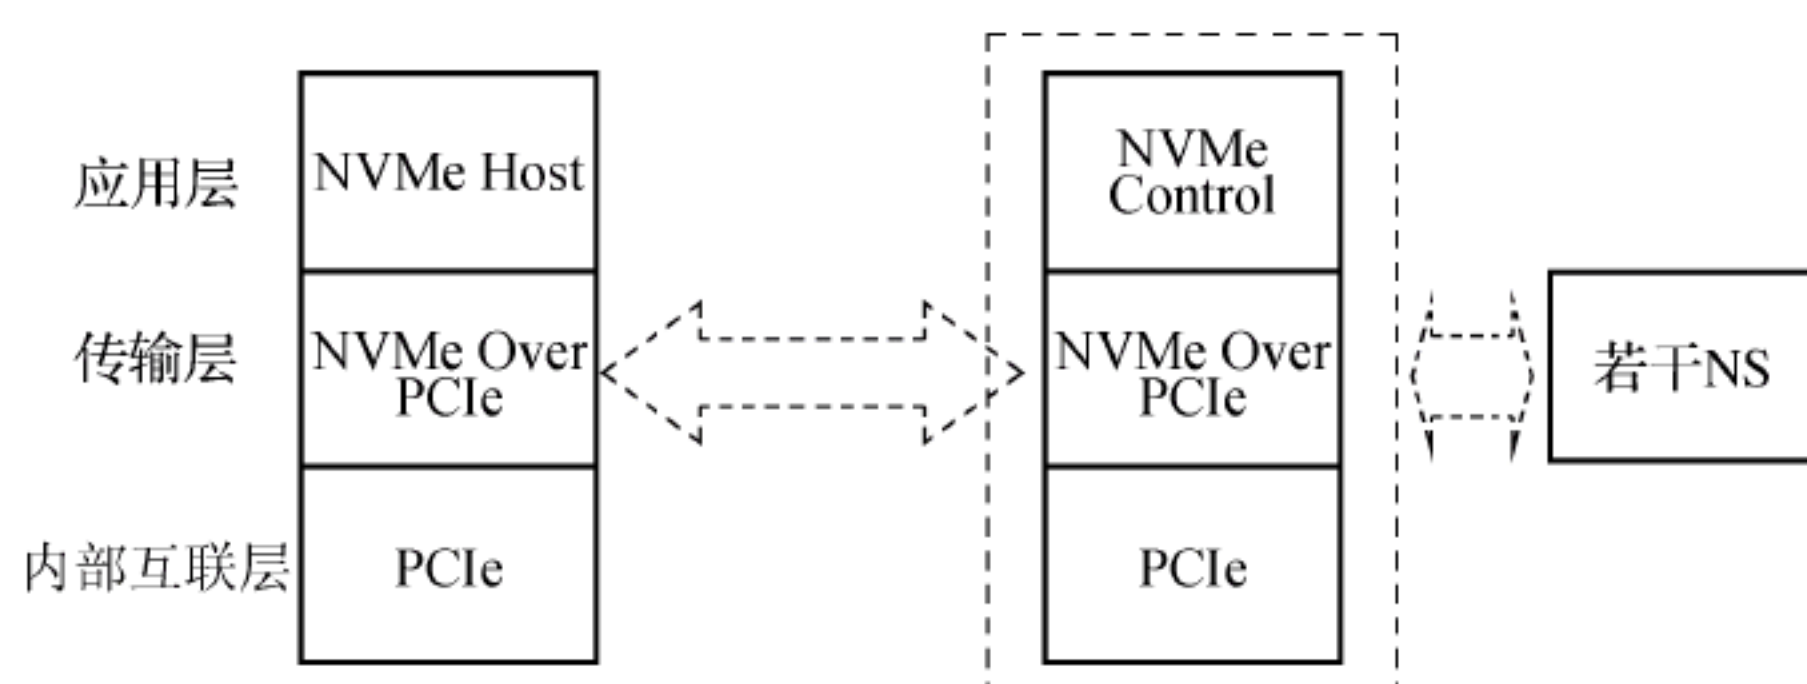 应用层
NVMe Host
NVMe
Control
传输层
NVMe Over
PCIe
NVMe Over
PCIe
若干NS
内部互联层
PCIe
PCIe